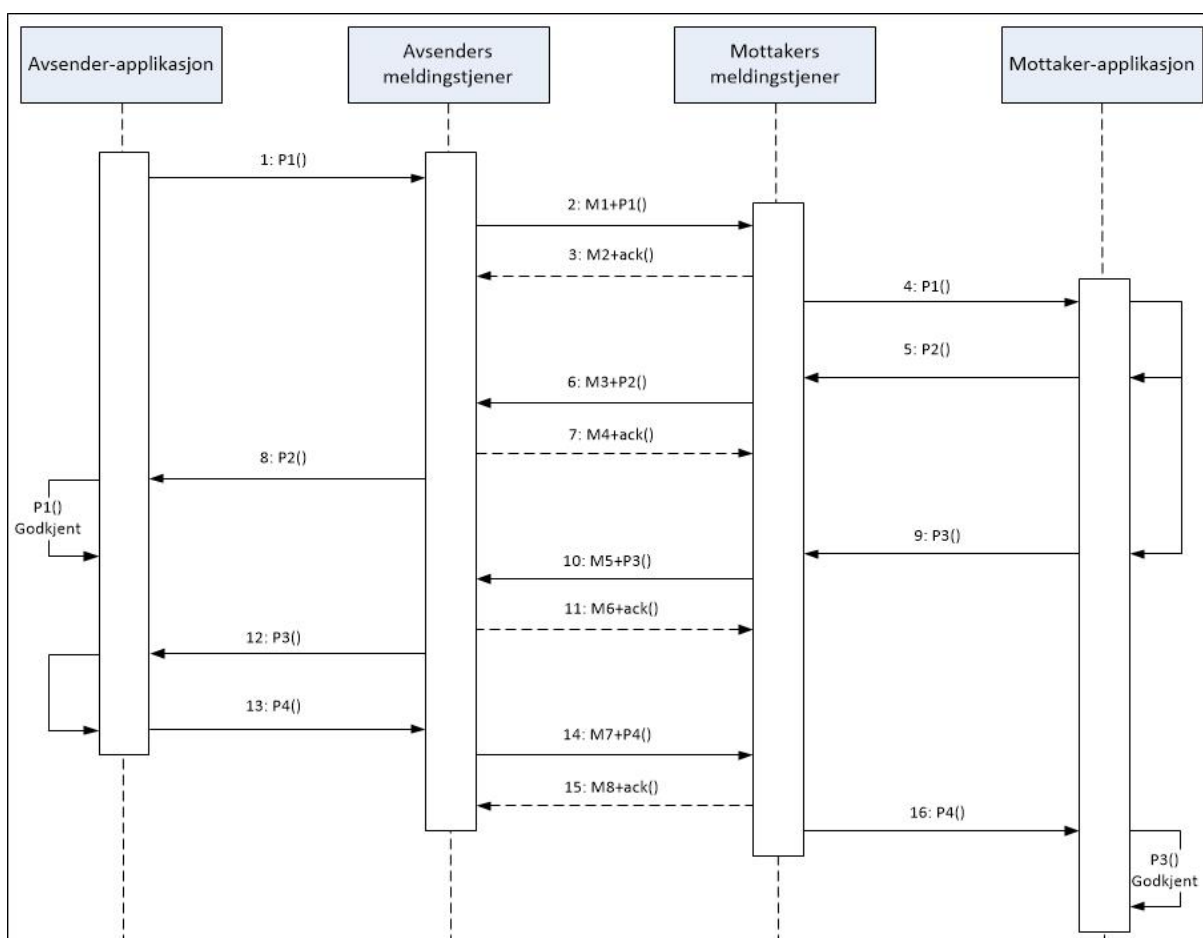 Avsender-applikasjon
Avsenders
meldingstjener
Mottakers
meldingstjener
Mottaker-applikasjon
1: P1()
2: M1+P1()
3: M2+ack()
4: P1()
5: P2()
6: M3+P2()
7: M4+ack()
8: P2()
P1()
Godkjent
9: P3()
10: M5+P3()
11: M6+ack()
12: P3()
13: P4()
14: M7+P4()
15: M8+ack()
16: P4()
P3()
Godkjent